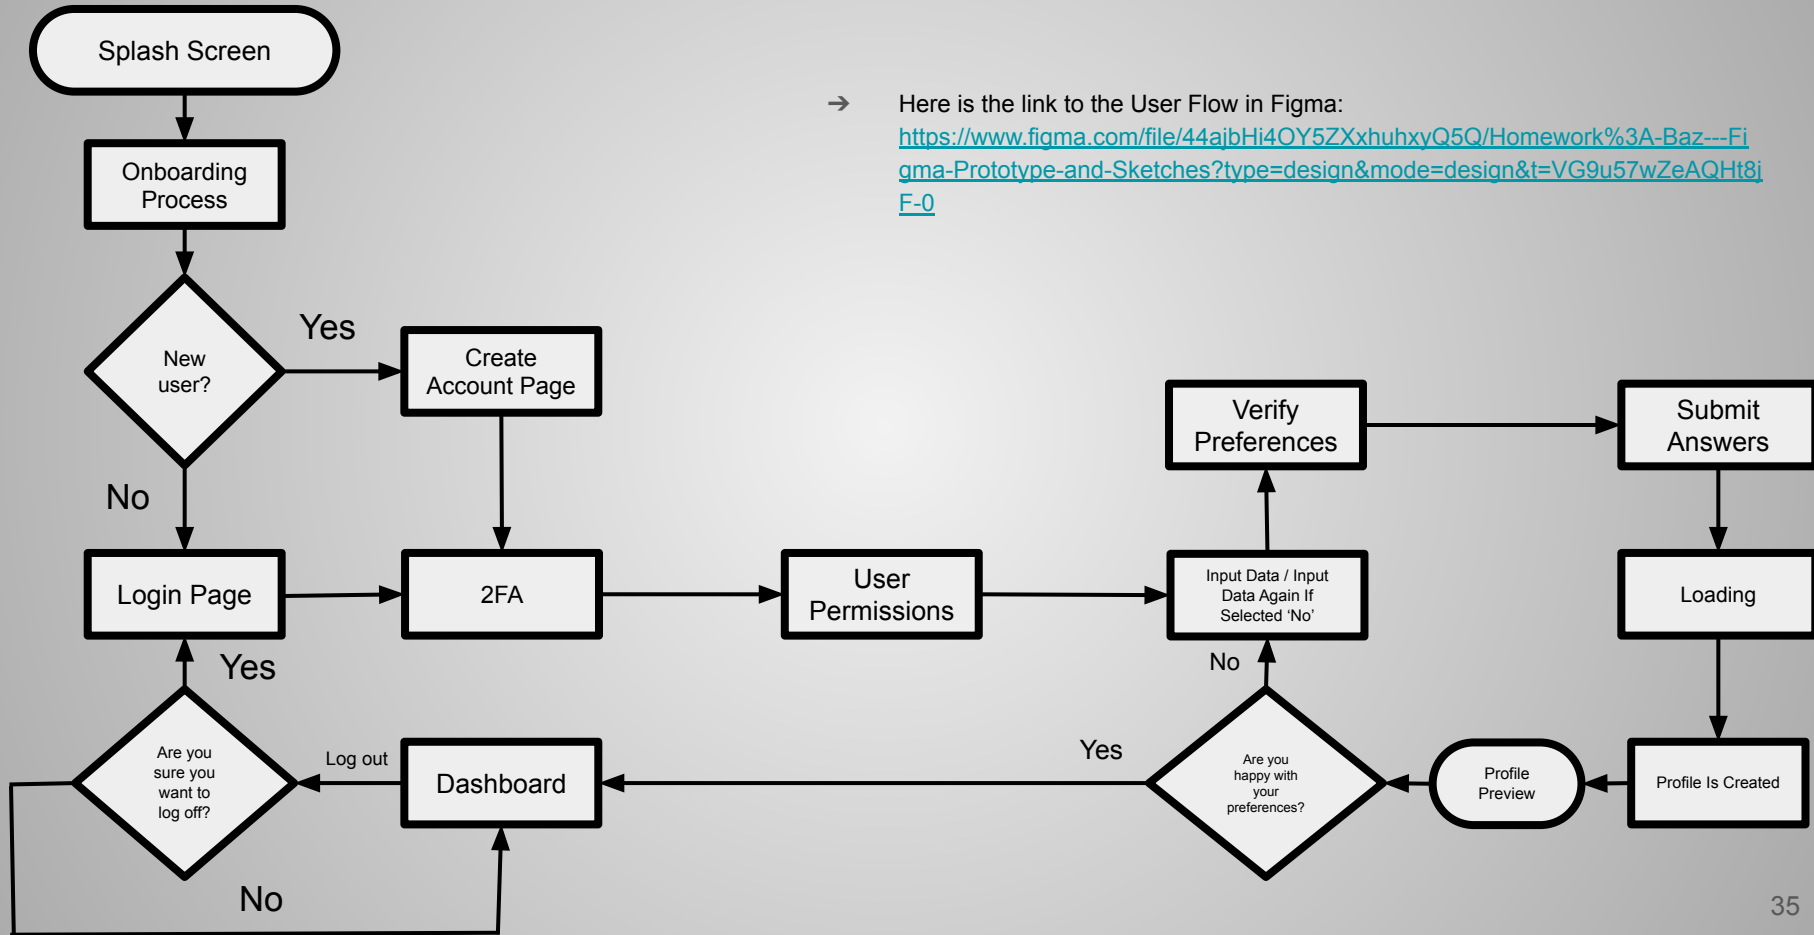 Splash Screen
➔ Here is the link to the User Flow in Figma:
https://www.figma.com/file/44ajbHi4OY5ZXxhuhxyQ5Q/Homework%3A-Baz---Fi
gma-Prototype-and-Sketches?type=design&mode=design&t=VG9u57wZeAQHt8j
F-0
Onboarding
Process
New
user?
Yes
Create
Account Page
No
Login Page
2FA
User
Permissions
Input Data / Input
Data Again If
Selected ‘No’
Verify
Preferences
Submit
Answers
Loading
Profile Is Created
Profile
Preview
Are you
happy with
your
preferences?
No
Yes
Dashboard
Log out
Are you
sure you
want to
log off?
Yes
No
35